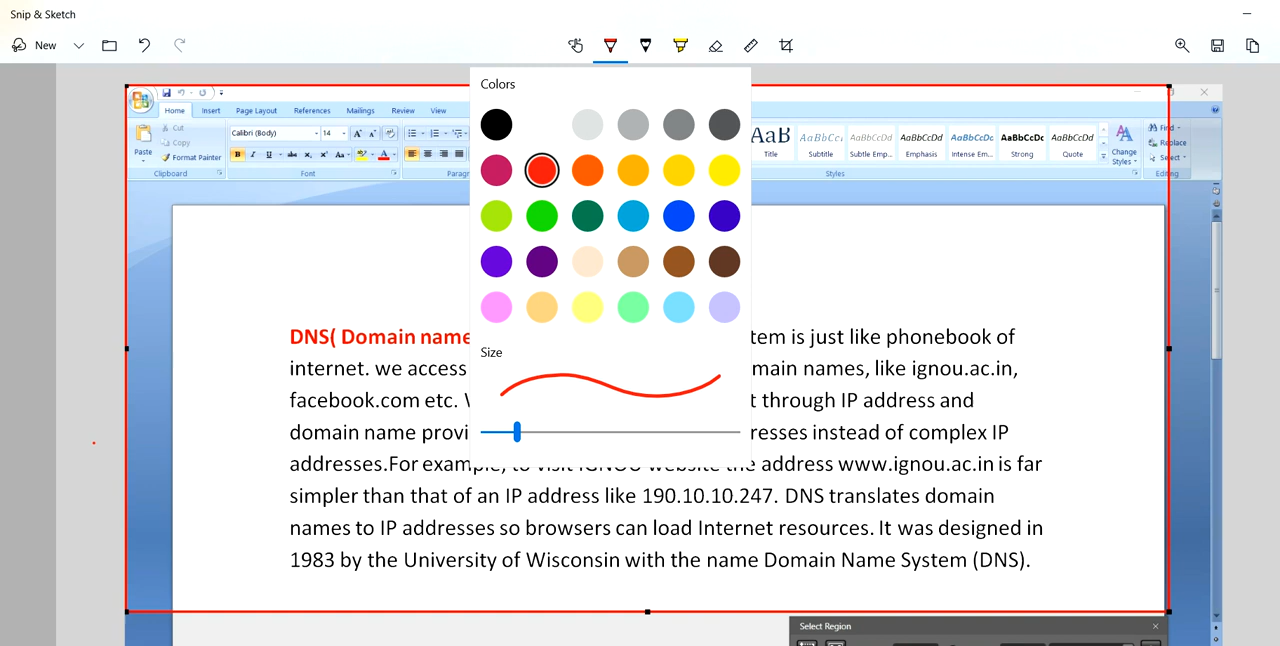 Snip & Sketch
New
Colors
Size
Home Insert Page Layout References Mailings Review View
Paste
Cut
Copy
Format Painter
Clipboard
Calibri (Body) 14
Font
Paragr
AaB AaBbCc AaBbCcDd AaBbCcDd AaBbCcDc AaBbCcDc AaBbCcDd
Title Subtitle Subtle Emp... Emphasis Intense Em... Strong Quote
Styles
Change
Styles
Find
Replace
Select
Editing
DNS( Domain name tem is just like phonebook of
internet. we access main names, like ignou.ac.in,
facebook.com etc. t through IP address and
domain name provi resses instead of complex IP
addresses.For example, to visit IGNOU website the address www.ignou.ac.in is far
simpler than that of an IP address like 190.10.10.247. DNS translates domain
names to IP addresses so browsers can load Internet resources. It was designed in
1983 by the University of Wisconsin with the name Domain Name System (DNS).
Select Region